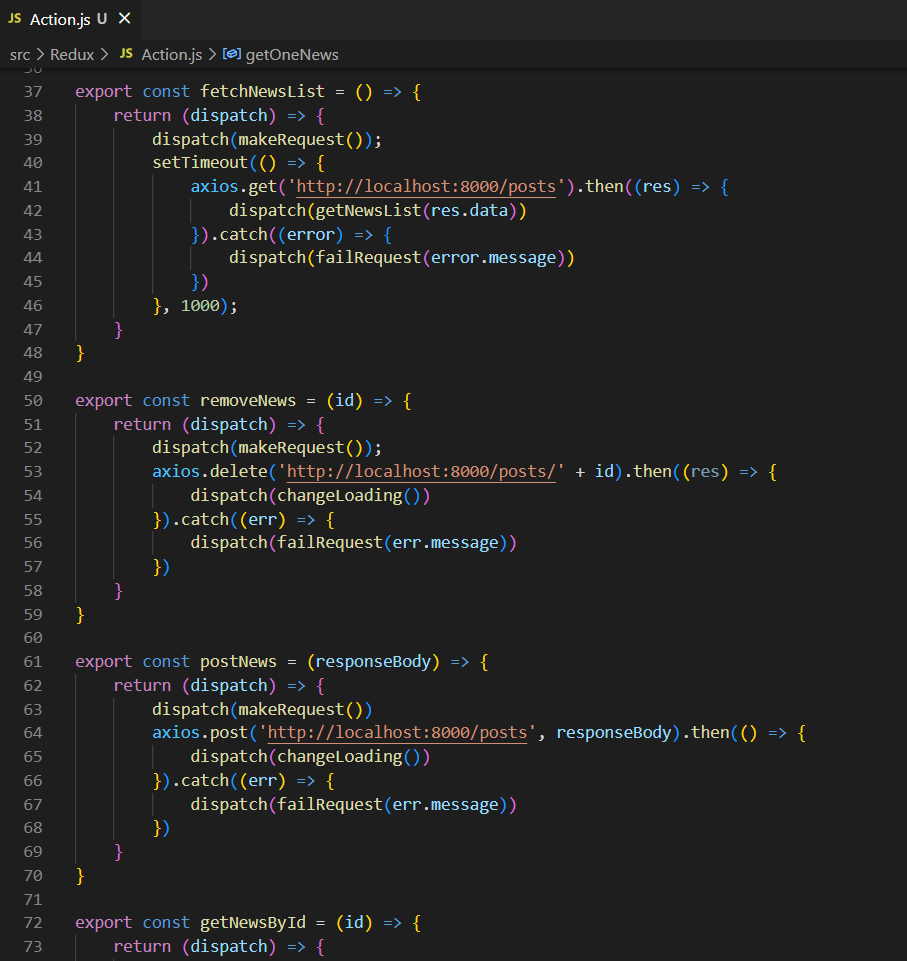 JS Action.js U ×
src > Redux > JS Action.js > getOneNews
36
37 export const fetchNewsList = () => {
38 return (dispatch) => {
39 dispatch(makeRequest());
40 setTimeout(() => {
41 axios.get('http://localhost:8000/posts').then((res) => {
42 dispatch(getNewsList(res.data))
43 }).catch((error) => {
44 dispatch(failRequest(error.message))
45 })
46 }, 1000);
47 }
48 }
49
50 export const removeNews = (id) => {
51 return (dispatch) => {
52 dispatch(makeRequest());
53 axios.delete('http://localhost:8000/posts/' + id).then((res) => {
54 dispatch(changeLoading())
55 }).catch((err) => {
56 dispatch(failRequest(err.message))
57 })
58 }
59 }
60
61 export const postNews = (responseBody) => {
62 return (dispatch) => {
63 dispatch(makeRequest())
64 axios.post('http://localhost:8000/posts', responseBody).then(() => {
65 dispatch(changeLoading())
66 }).catch((err) => {
67 dispatch(failRequest(err.message))
68 })
69 }
70 }
71
72 export const getNewsById = (id) => {
73 return (dispatch) => {